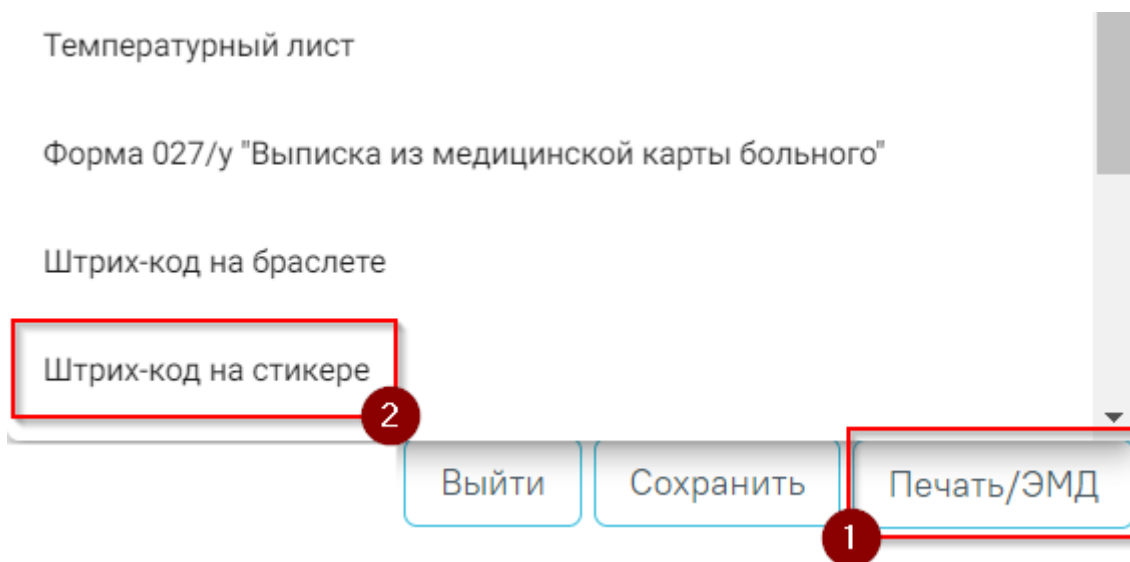 Температурный лист
Форма 027/у "Выписка из медицинской карты больного"
Штрих-код на браслете
Штрих-код на стикере
2
Выйти
Сохранить
Печать/ЭМД
1